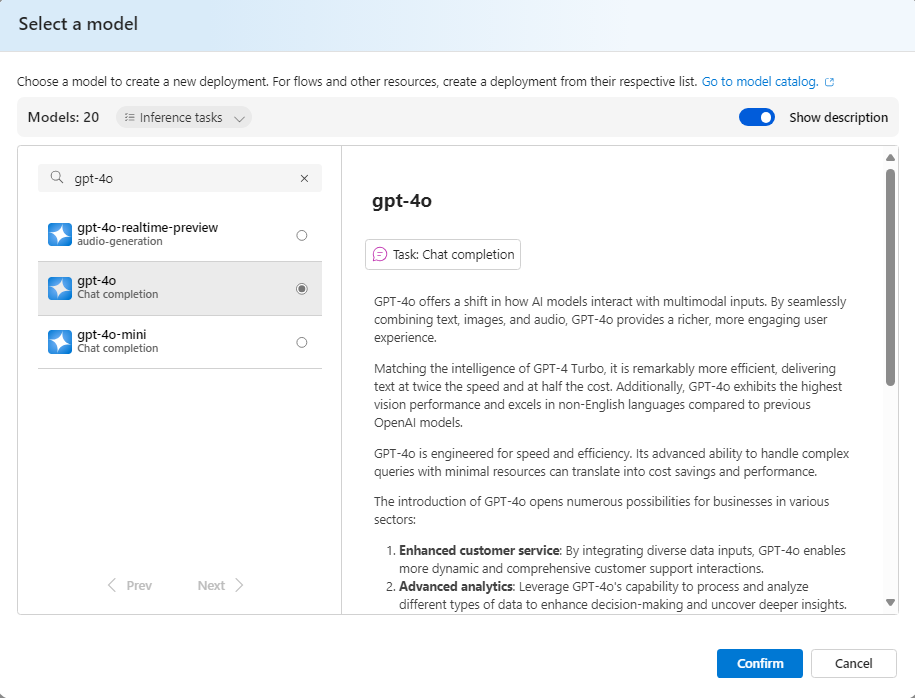 Select a model
Choose a model to create a new deployment. For flows and other resources, create a deployment from their respective list. Go to model catalog.
Models: 20
Inference tasks
Show description
gpt-4o
gpt-4o-realtime-preview
audio-generation
gpt-4o
Chat completion
gpt-4o-mini
Chat completion
Prev
Next
gpt-4o
Task: Chat completion
GPT-4o offers a shift in how AI models interact with multimodal inputs. By seamlessly
combining text, images, and audio, GPT-4o provides a richer, more engaging user
experience.
Matching the intelligence of GPT-4 Turbo, it is remarkably more efficient, delivering
text at twice the speed and at half the cost. Additionally, GPT-4o exhibits the highest
vision performance and excels in non-English languages compared to previous
OpenAI models.
GPT-4o is engineered for speed and efficiency. Its advanced ability to handle complex
queries with minimal resources can translate into cost savings and performance.
The introduction of GPT-4o opens numerous possibilities for businesses in various
sectors:
1. Enhanced customer service: By integrating diverse data inputs, GPT-4o enables
more dynamic and comprehensive customer support interactions.
2. Advanced analytics: Leverage GPT-4o's capability to process and analyze
different types of data to enhance decision-making and uncover deeper insights.
Confirm
Cancel